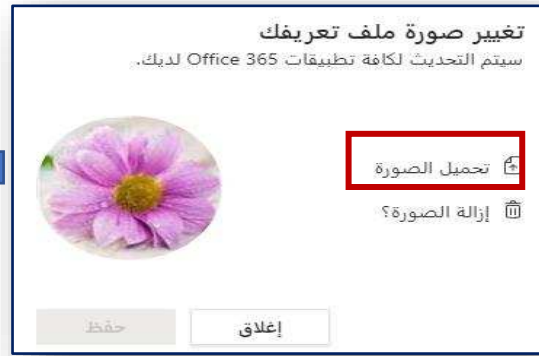 تغيير صورة ملف تعريفك
سيتم التحديث لكافة تطبيقات Office 365 لديك.
تحميل الصورة
إزالة الصورة؟
إغلاق
حفظ